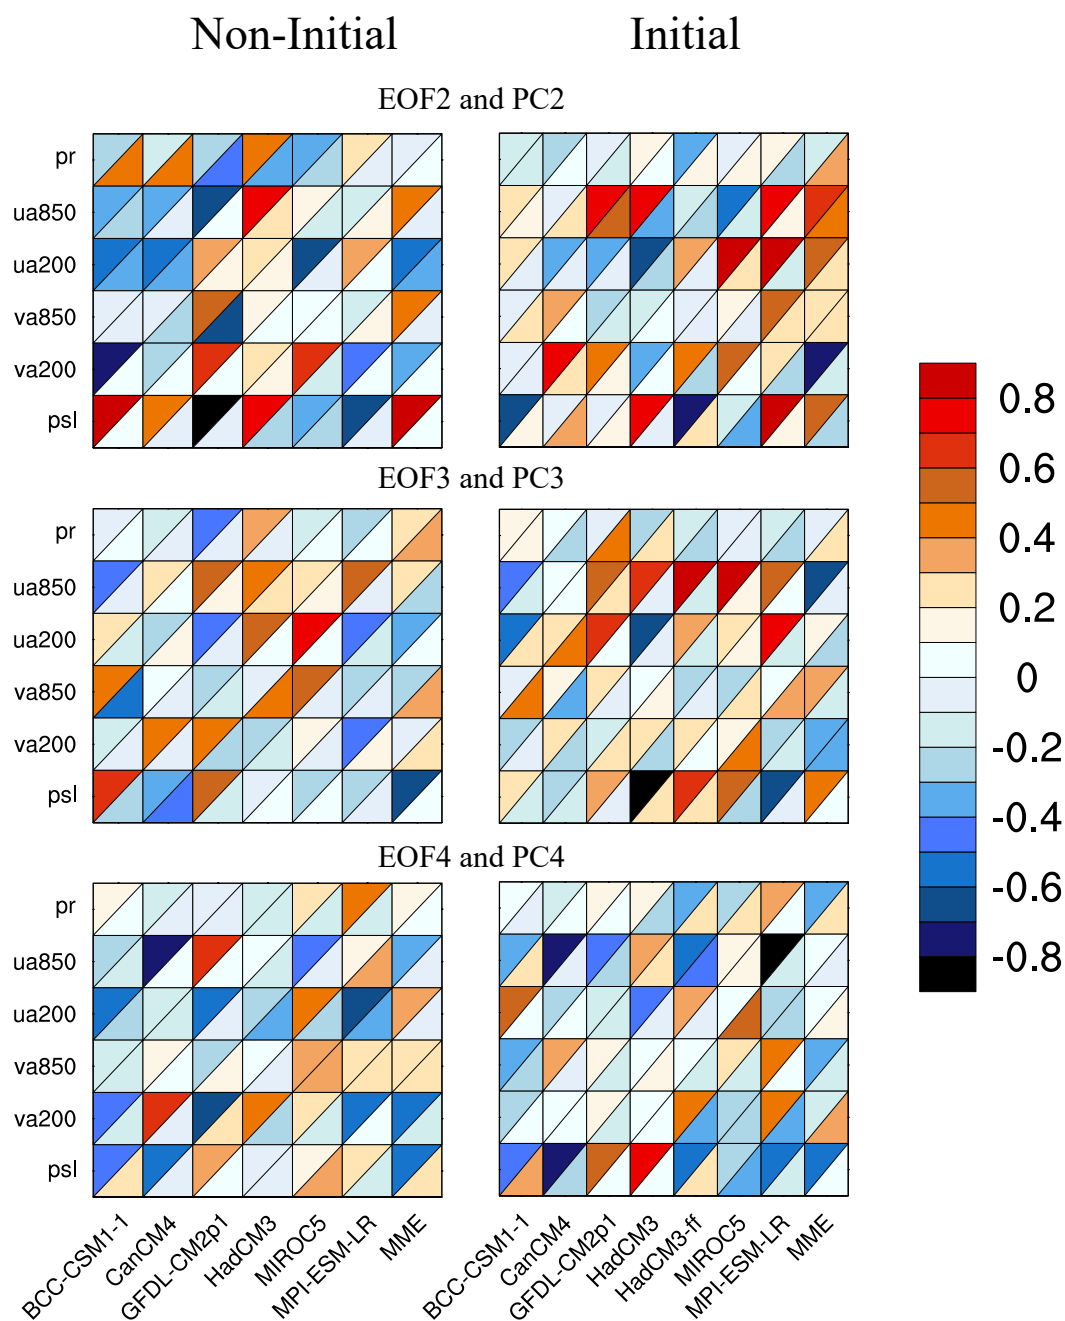 Non-Initial Initial
EOF2 and PC2
pr
ua850
ua200
va850
va200
psl
EOF3 and PC3
pr
ua850
ua200
va850
va200
psl
EOF4 and PC4
pr
ua850
ua200
va850
va200
psl
BCC-CSM1-1 CanCM4 GFDL-CM2p1 HadCM3 MIROC5 MPI-ESM-LR MME
BCC-CSM1-1 CanCM4 GFDL-CM2p1 HadCM3 HadCM3-ff MIROC5 MPI-ESM-LR MME
0.8
0.6
0.4
0.2
0
-0.2
-0.4
-0.6
-0.8